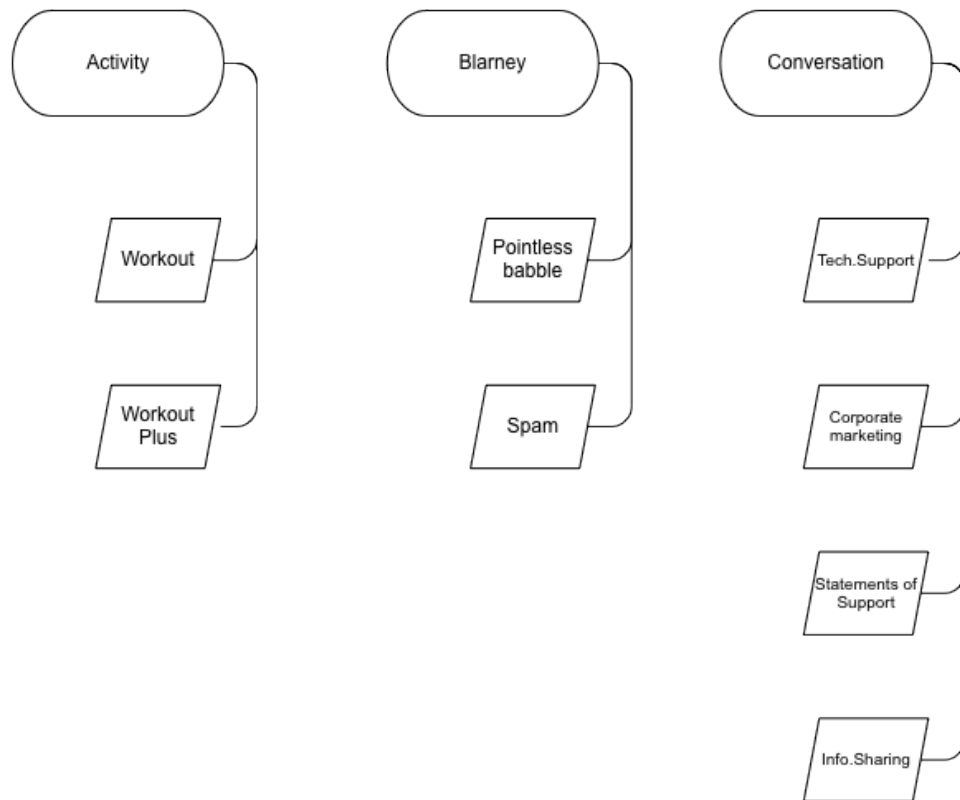 Activity
Blarney
Conversation
Workout
Pointless
babble
Tech.Support
Workout
Plus
Spam
Corporate
marketing
Statements of
Support
Info.Sharing